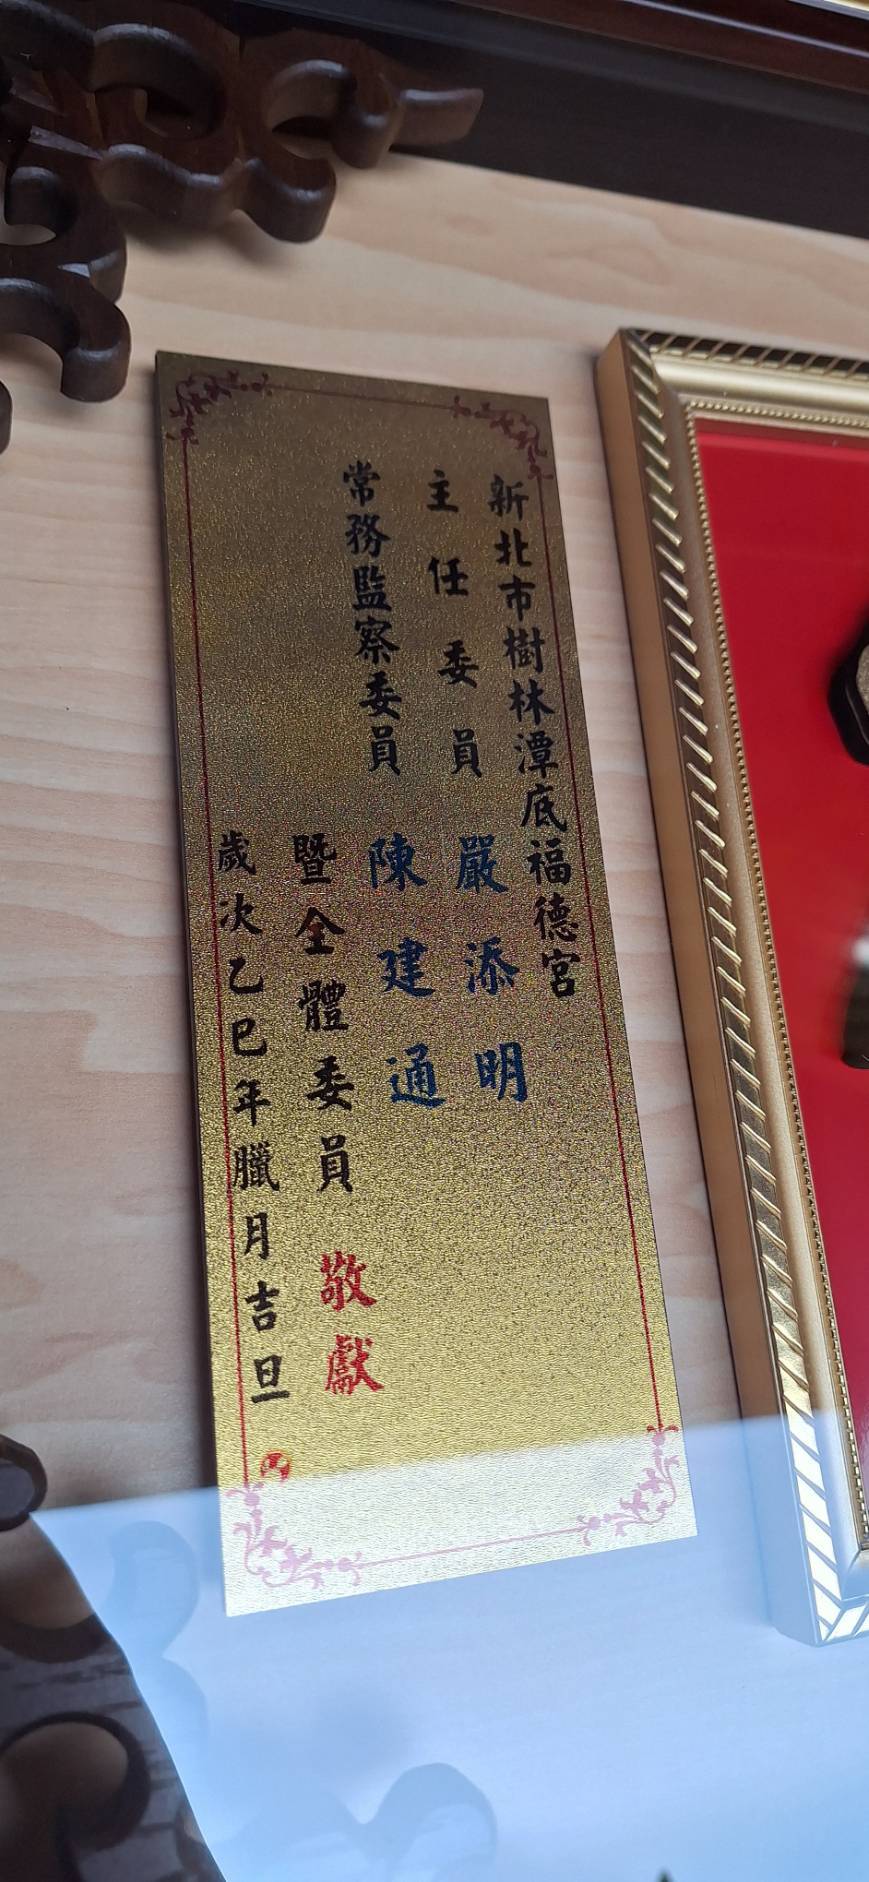 新北市樹林潭底福德宮
主任委員 嚴添明
常務監察委員 陳建通
暨全體委員 敬獻
歲次乙巳年臘月吉旦